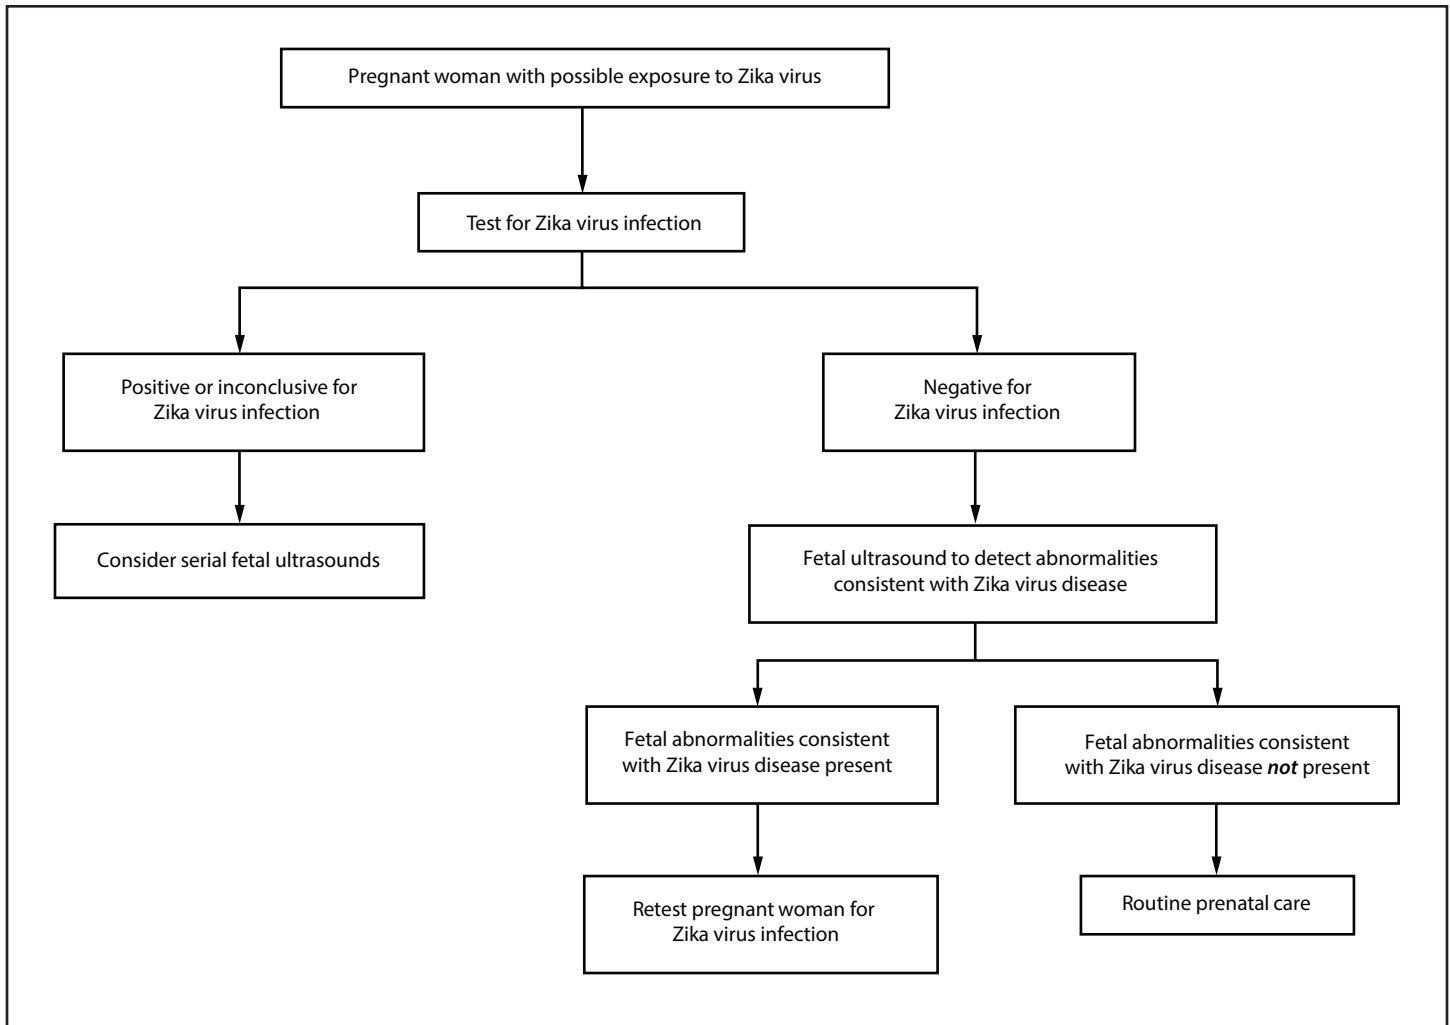 Pregnant woman with possible exposure to Zika virus
Test for Zika virus infection
Positive or inconclusive for
Zika virus infection
Negative for
Zika virus infection
Consider serial fetal ultrasounds
Fetal ultrasound to detect abnormalities
consistent with Zika virus disease
Fetal abnormalities consistent
with Zika virus disease present
Fetal abnormalities consistent
with Zika virus disease not present
Retest pregnant woman for
Zika virus infection
Routine prenatal care